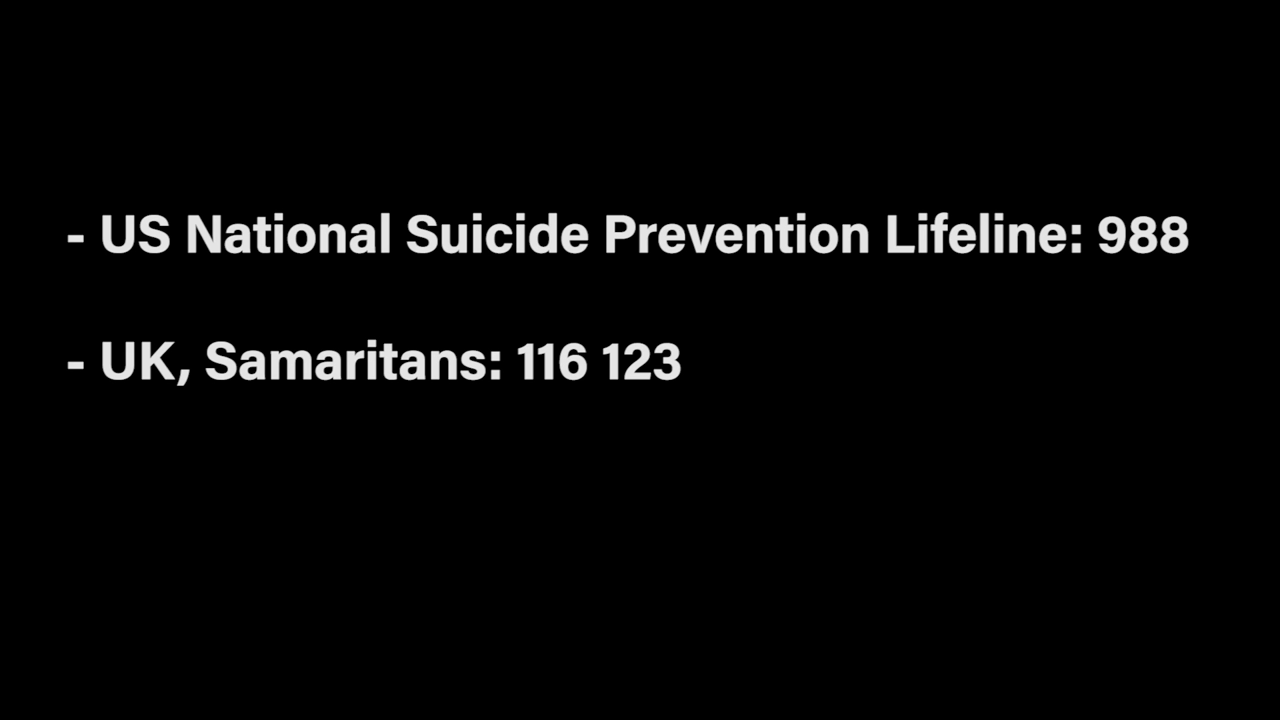 - US National Suicide Prevention Lifeline: 988
- UK, Samaritans: 116 123